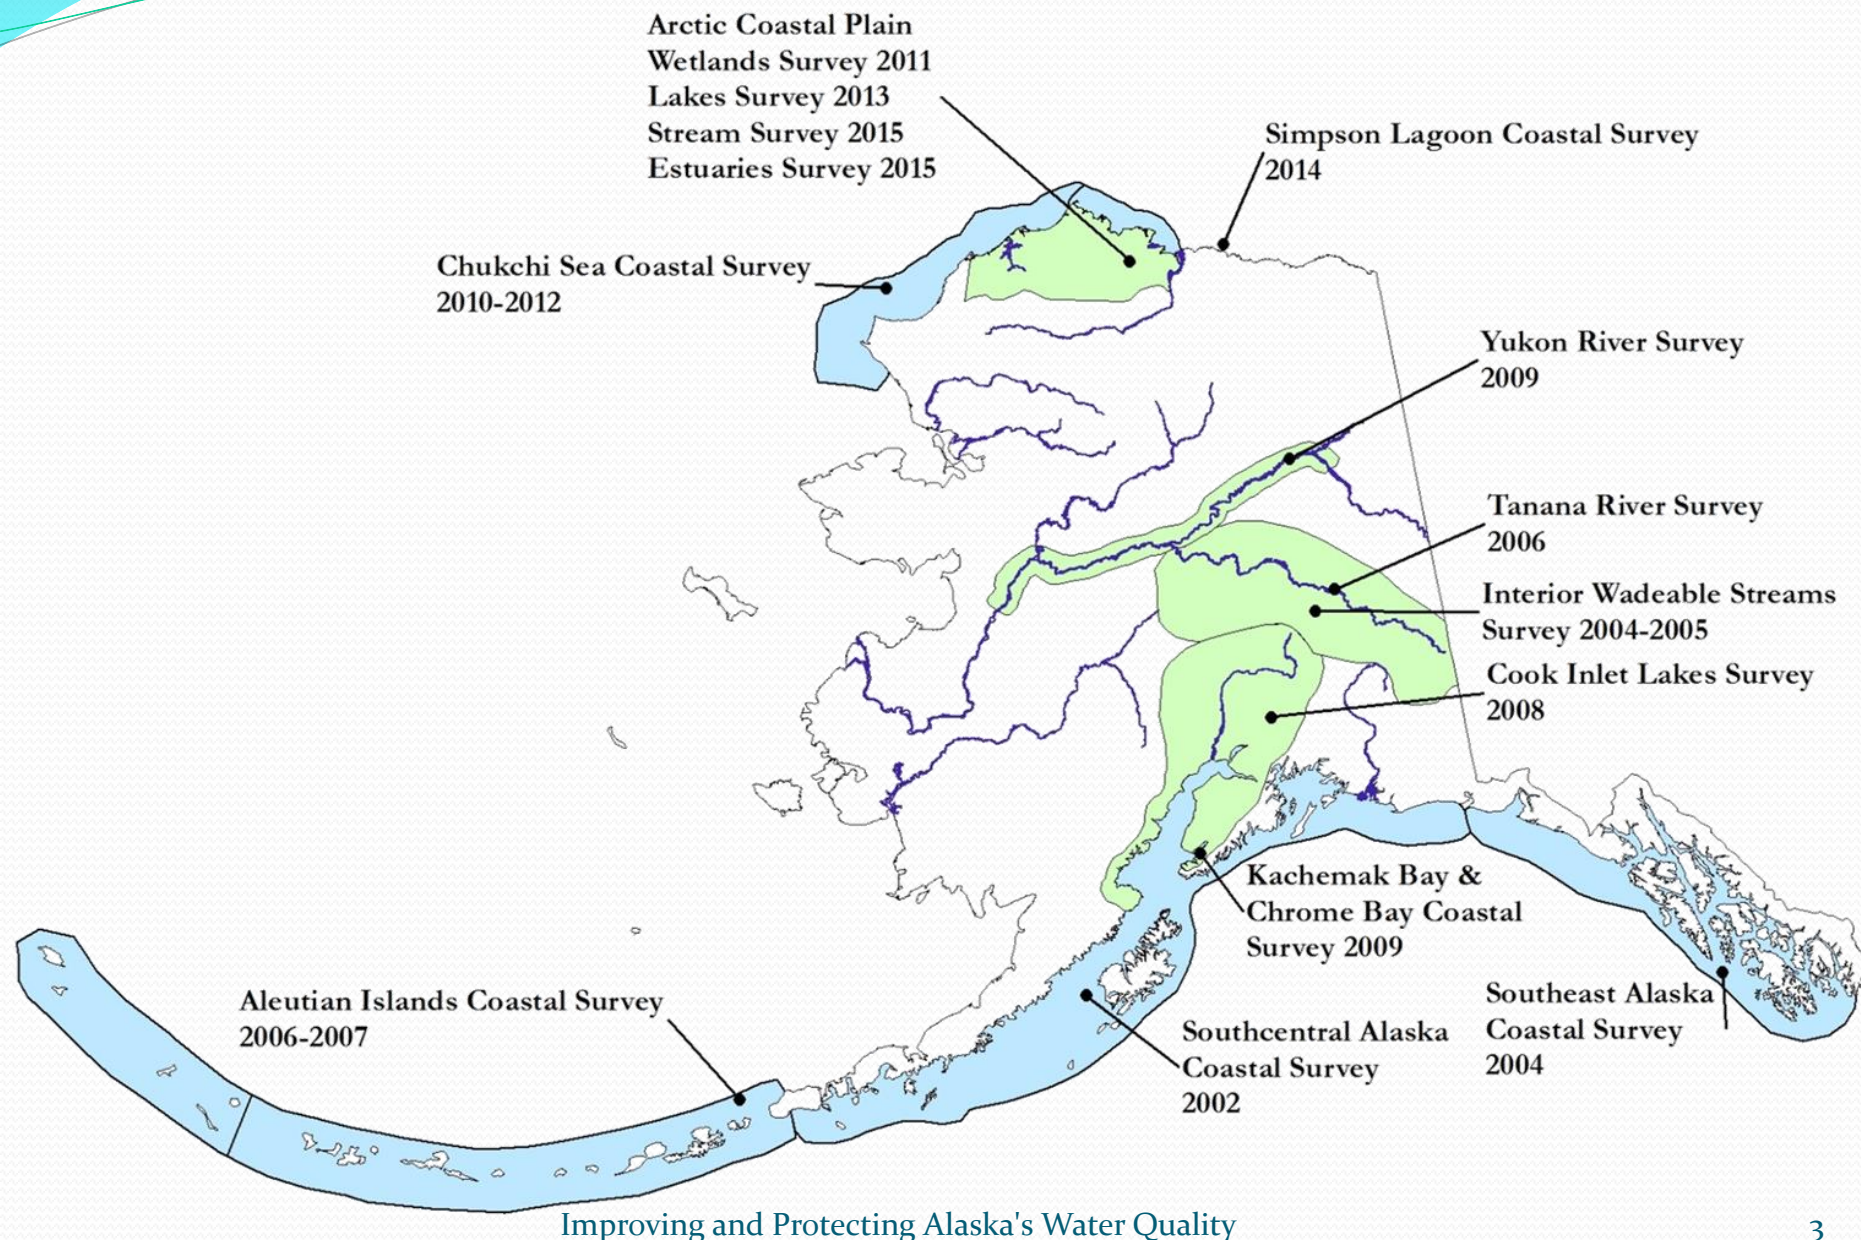 Arctic Coastal Plain
Wetlands Survey 2011
Lakes Survey 2013
Stream Survey 2015
Estuaries Survey 2015
Simpson Lagoon Coastal Survey
2014
Chukchi Sea Coastal Survey
2010-2012
Yukon River Survey
2009
Tanana River Survey
2006
Interior Wadeable Streams
Survey 2004-2005
Cook Inlet Lakes Survey
2008
Kachemak Bay &
Chrome Bay Coastal
Survey 2009
Aleutian Islands Coastal Survey
2006-2007
Southcentral Alaska
Coastal Survey
2002
Southeast Alaska
Coastal Survey
2004
Improving and Protecting Alaska's Water Quality
3